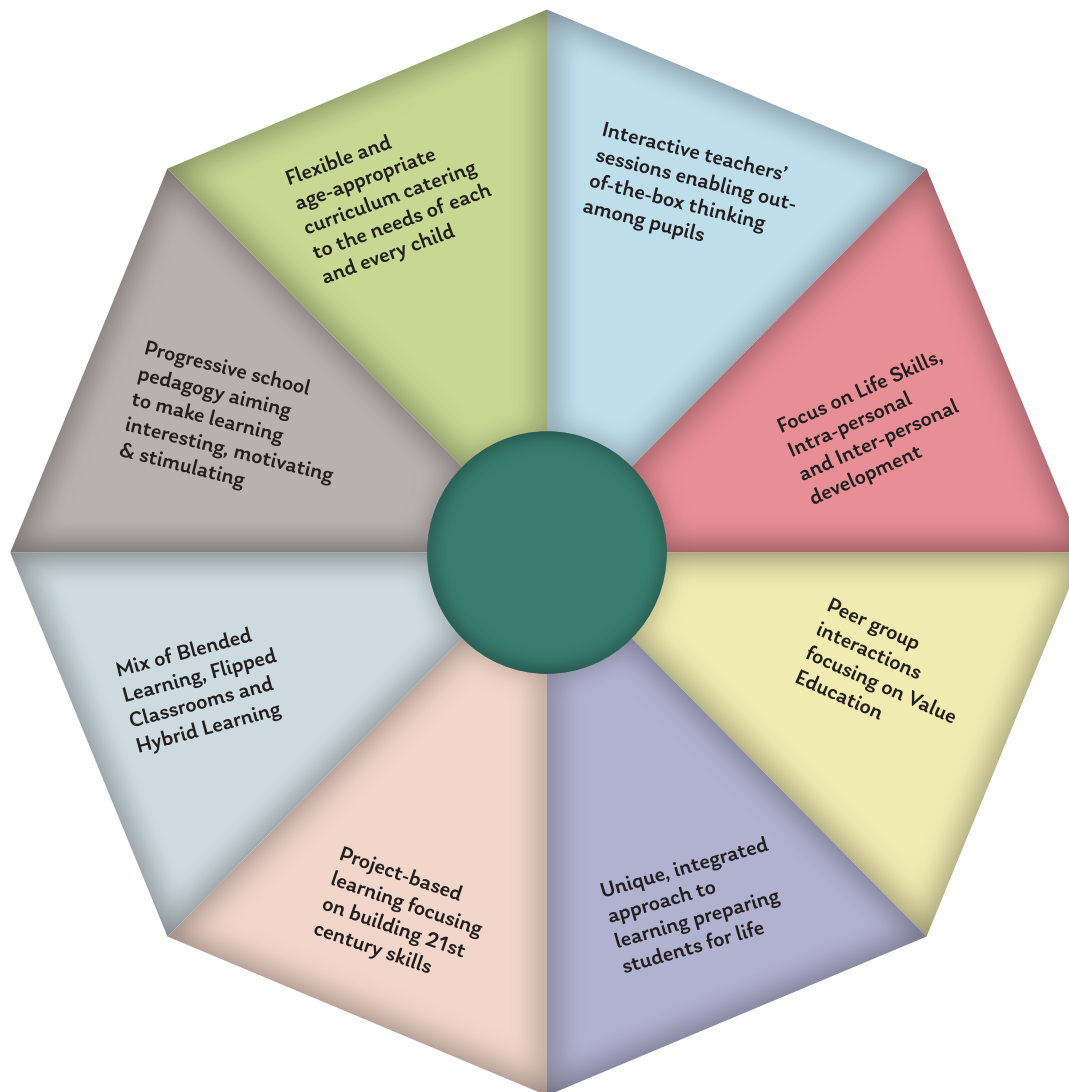 Flexible and
age-appropriate
curriculum catering
to the needs of each
and every child
Interactive teachers’
sessions enabling out-
of-the-box thinking
among pupils
Focus on Life Skills,
Intra-personal
and Inter-personal
development
Peer group
interactions
focusing on Value
Education
Unique, integrated
approach to
learning preparing
students for life
Project-based
learning focusing
on building 21st
century skills
Mix of Blended
Learning, Flipped
Classrooms and
Hybrid Learning
Progressive school
pedagogy aiming
to make learning
interesting, motivating
& stimulating